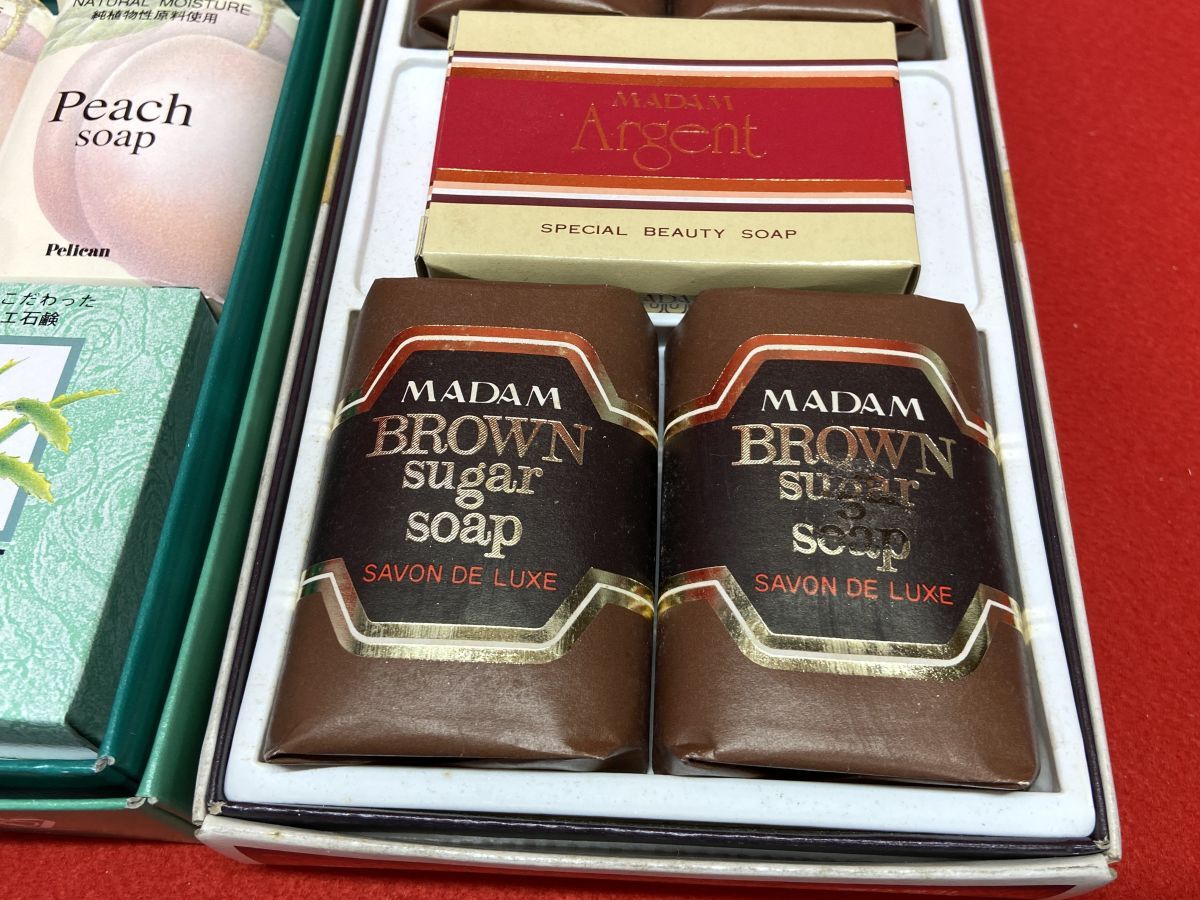 NATURAL MOISTURE
純植物性原料使用
Peach
soap
Pelican
こだわった
エ石鹸
MADAM
Argent
SPECIAL BEAUTY SOAP
MADAM
BROWN
sugar
soap
SAVON DE LUXE
MADAM
BROWN
sugar
soap
SAVON DE LUXE